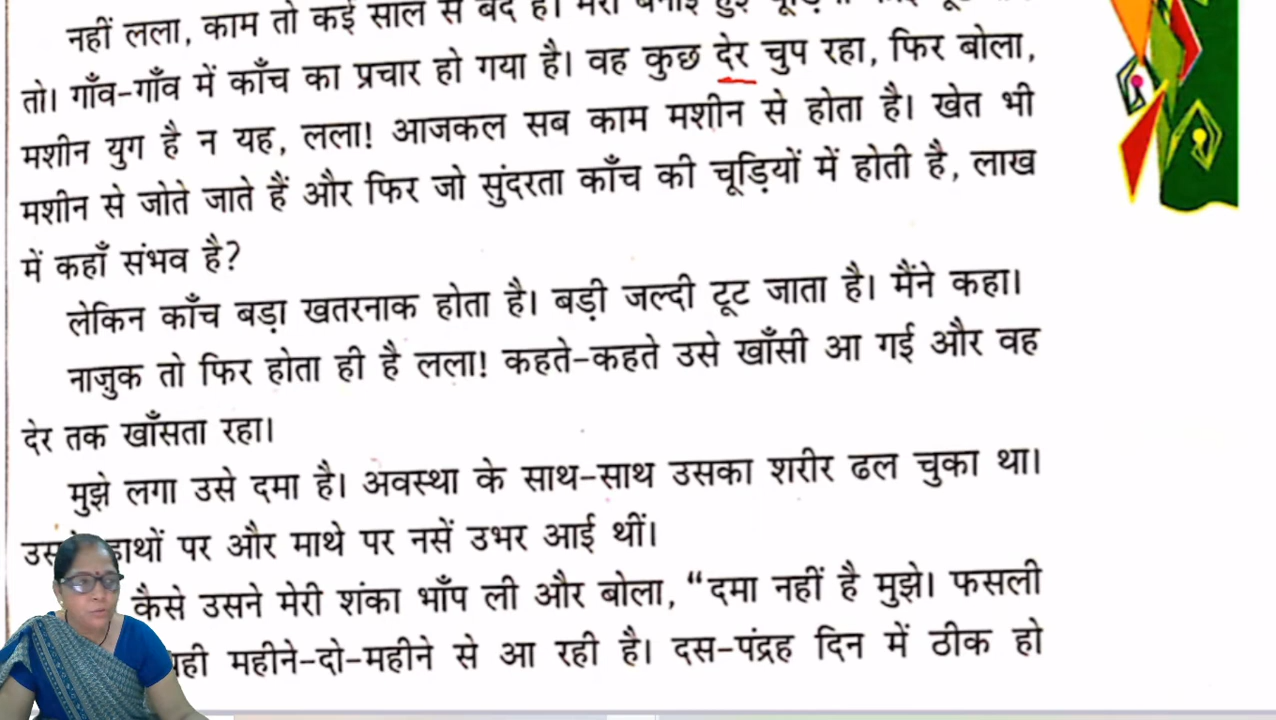 नहीं लला, काम तो कई साल से बंद है। मेरी बनाई हुई
तो। गाँव-गाँव में काँच का प्रचार हो गया है। वह कुछ देर चुप रहा, फिर बोला,
मशीन युग है न यह, लला! आजकल सब काम मशीन से होता है। खेत भी
मशीन से जोते जाते हैं और फिर जो सुंदरता काँच की चूड़ियों में होती है, लाख
में कहाँ संभव है?
लेकिन काँच बड़ा खतरनाक होता है। बड़ी जल्दी टूट जाता है। मैंने कहा।
नाज़ुक तो फिर होता ही है लला! कहते-कहते उसे खाँसी आ गई और वह
देर तक खाँसता रहा।
मुझे लगा उसे दमा है। अवस्था के साथ-साथ उसका शरीर ढल चुका था।
हाथों पर और माथे पर नसें उभर आई थीं।
कैसे उसने मेरी शंका भाँप ली और बोला, “दमा नहीं है मुझे। फसली
महीने-दो-महीने से आ रही है। दस-पंद्रह दिन में ठीक हो